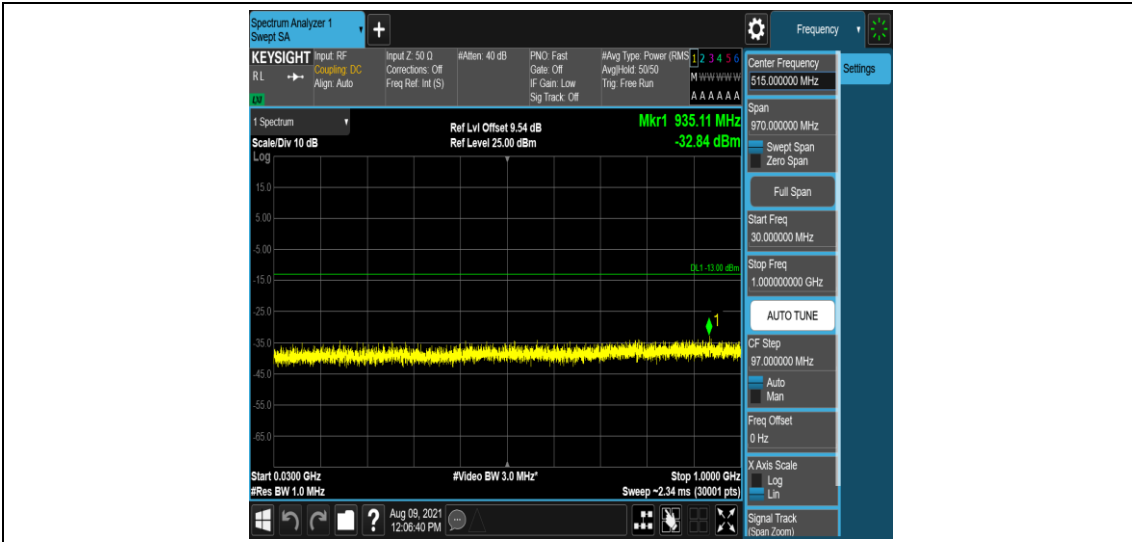 Spectrum Analyzer 1
Swept SA
Frequency
KEYSIGHT
RL
LXI
Input: RF
Coupling: DC
Align: Auto
Input Z: 50 Ω
Corrections: Off
Freq Ref: Int (S)
#Atten: 40 dB
PNO: Fast
Gate: Off
IF Gain: Low
Sig Track: Off
#Avg Type: Power (RMS
Avg|Hold: 50/50
Trig: Free Run
1 2 3 4 5 6
M W W W W W
A A A A A A
Center Frequency
515.000000 MHz
Settings
Span
970.000000 MHz
Swept Span
Zero Span
Full Span
Start Freq
30.000000 MHz
Stop Freq
1.000000000 GHz
AUTO TUNE
CF Step
97.000000 MHz
Auto
Man
Freq Offset
0 Hz
X Axis Scale
Log
Lin
Signal Track
(Span Zoom)
1 Spectrum
Scale/Div 10 dB
Log
Ref Lvl Offset 9.54 dB
Ref Level 25.00 dBm
Mkr1 935.11 MHz
-32.84 dBm
15.0
5.00
-5.00
DL1 -13.00 dBm
-15.0
-25.0
1
-35.0
-45.0
-55.0
-65.0
Start 0.0300 GHz
#Video BW 3.0 MHz*
Stop 1.0000 GHz
#Res BW 1.0 MHz
Sweep ~2.34 ms (30001 pts)
Aug 09, 2021
12:06:40 PM